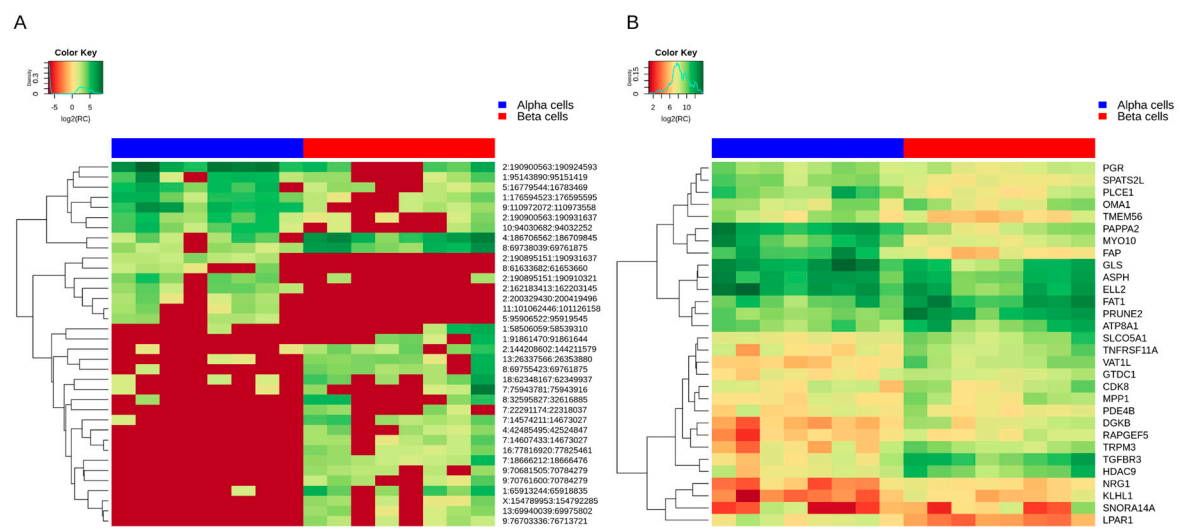 A
Color Key
Density
0 0.3
-5 0 5
log2(RC)
Alpha cells
Beta cells
2:190900563:190924593
1:95143890:95151419
5:16779544:16783469
1:176594523:176595595
9:110972072:110973558
2:190900563:190931637
10:94030682:94032252
4:186706562:186709845
8:69738039:69761875
2:190895151:190931637
8:61633682:61653660
2:190895151:190910321
2:162183413:162203145
2:200329430:200419496
11:101062446:101126158
5:95906522:95919545
1:58506059:58539310
1:91861470:91861644
2:144208602:144211579
13:26337566:26353880
8:69755423:69761875
18:62348167:62349937
7:75943781:75943916
8:32595827:32616885
7:22291174:22318037
7:14574211:14673027
4:42485495:42524847
7:14607433:14673027
16:77816920:77825461
7:18666212:18666476
9:70681505:70784279
9:70761600:70784279
1:65913244:65918835
X:154789953:154792285
13:69940039:69975802
9:76703336:76713721
B
Color Key
Density
0 0.15
2 6 10
log2(RC)
Alpha cells
Beta cells
PGR
SPATS2L
PLCE1
OMA1
TMEM56
PAPPA2
MYO10
FAP
GLS
ASPH
ELL2
FAT1
PRUNE2
ATP8A1
SLCO5A1
TNFRSF11A
VAT1L
GTDC1
CDK8
MPP1
PDE4B
DGKB
RAPGEF5
TRPM3
TGFBR3
HDAC9
NRG1
KLHL1
SNORA14A
LPAR1